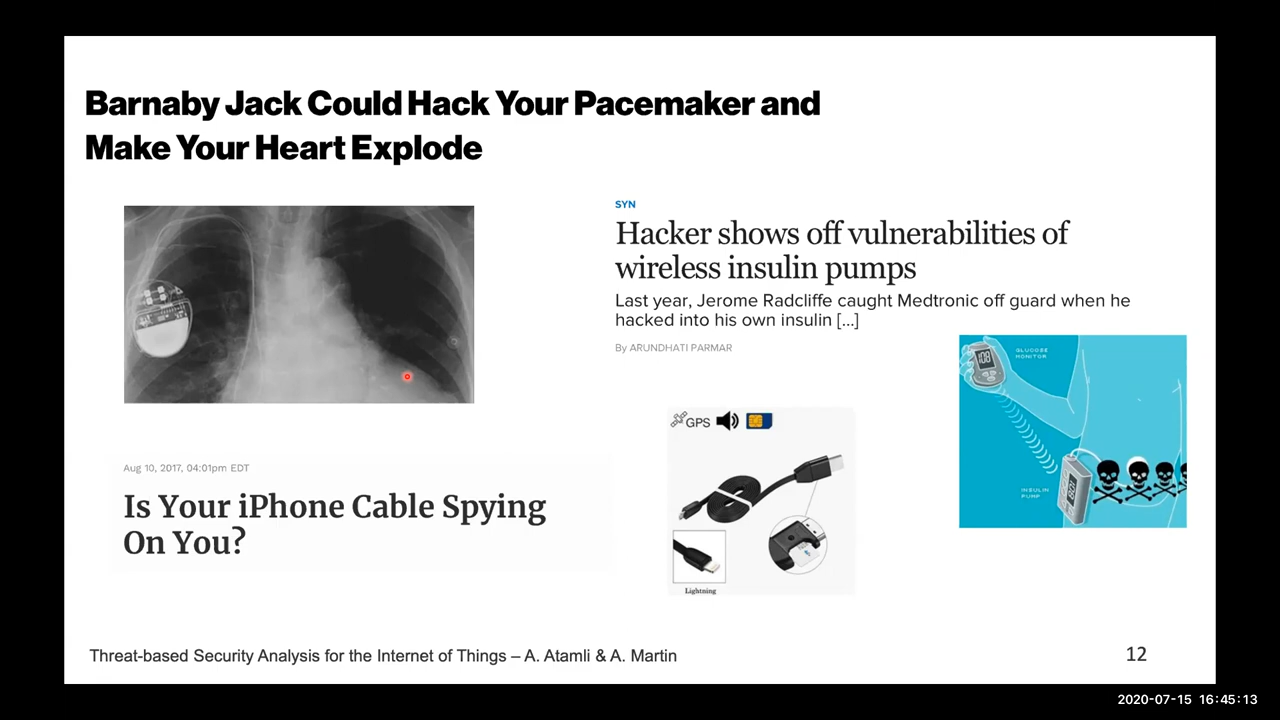 Barnaby Jack Could Hack Your Pacemaker and
Make Your Heart Explode
SYN
Hacker shows off vulnerabilities of
wireless insulin pumps
Last year, Jerome Radcliffe caught Medtronic off guard when he
hacked into his own insulin [...]
By ARUNDHATI PARMAR
GLUCOSE
MONITOR
108
INSULIN
PUMP
GPS
Lightning
Aug 10, 2017, 04:01pm EDT
Is Your iPhone Cable Spying
On You?
Threat-based Security Analysis for the Internet of Things – A. Atamli & A. Martin
12
2020-07-15 16:45:13